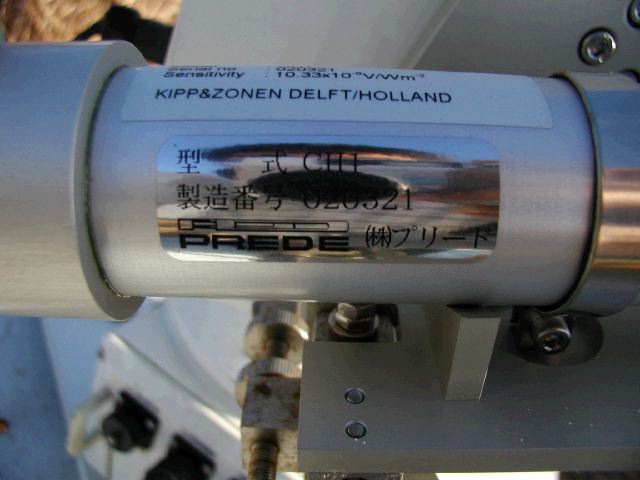 Serial no : 020321
Sensitivity : 10.33x10⁻⁶V/Wm⁻²
KIPP&ZONEN DELFT/HOLLAND
型 式 CH1
製造番号 020321
PREDE ㈱プリード